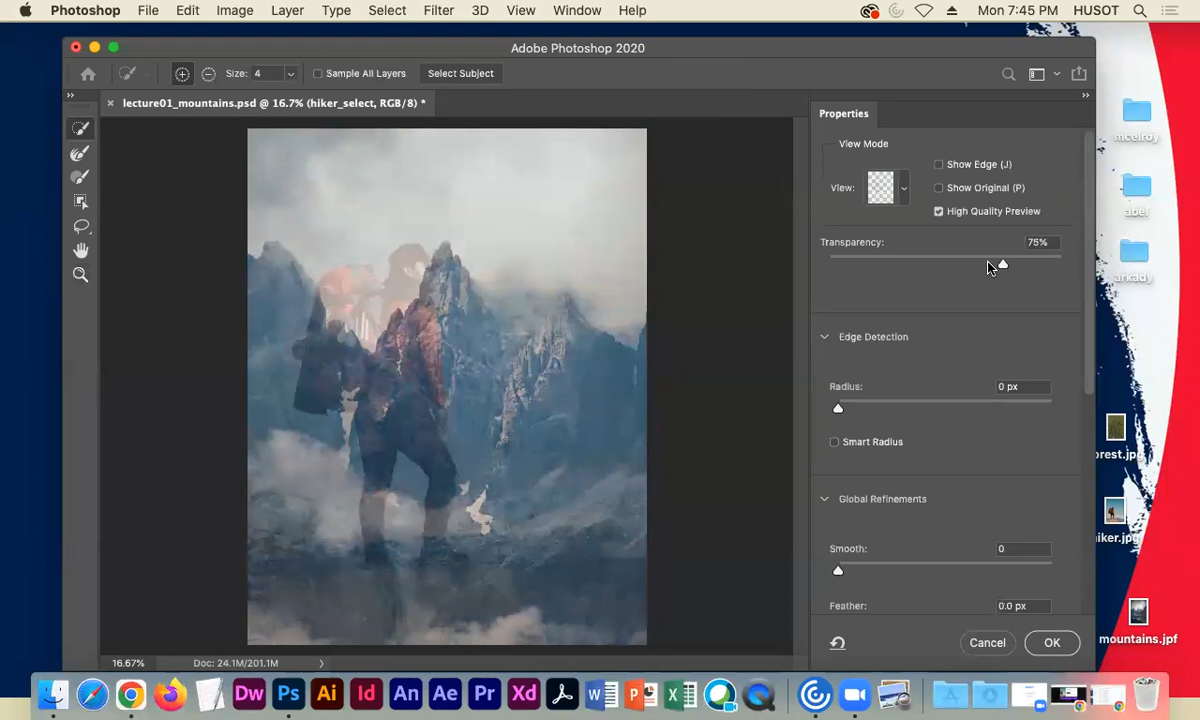 Photoshop File Edit Image Layer Type Select Filter 3D View Window Help Mon 7:45 PM HUSOT
Adobe Photoshop 2020
Size: 4 Sample All Layers Select Subject
lecture01_mountains.psd @ 16.7% (hiker_select, RGB/8) *
Properties
View Mode
Show Edge (J)
View:
Show Original (P)
High Quality Preview
Transparency: 75%
Edge Detection
Radius: 0 px
Smart Radius
Global Refinements
Smooth: 0
Feather: 0.0 px
Cancel OK
16.67% Doc: 24.1M/201.1M
mcelroy
abel
arkady
orest.jpg
hiker.jpg
mountains.jpf
Dw Ps Ai Id An Ae Pr Xd W P X